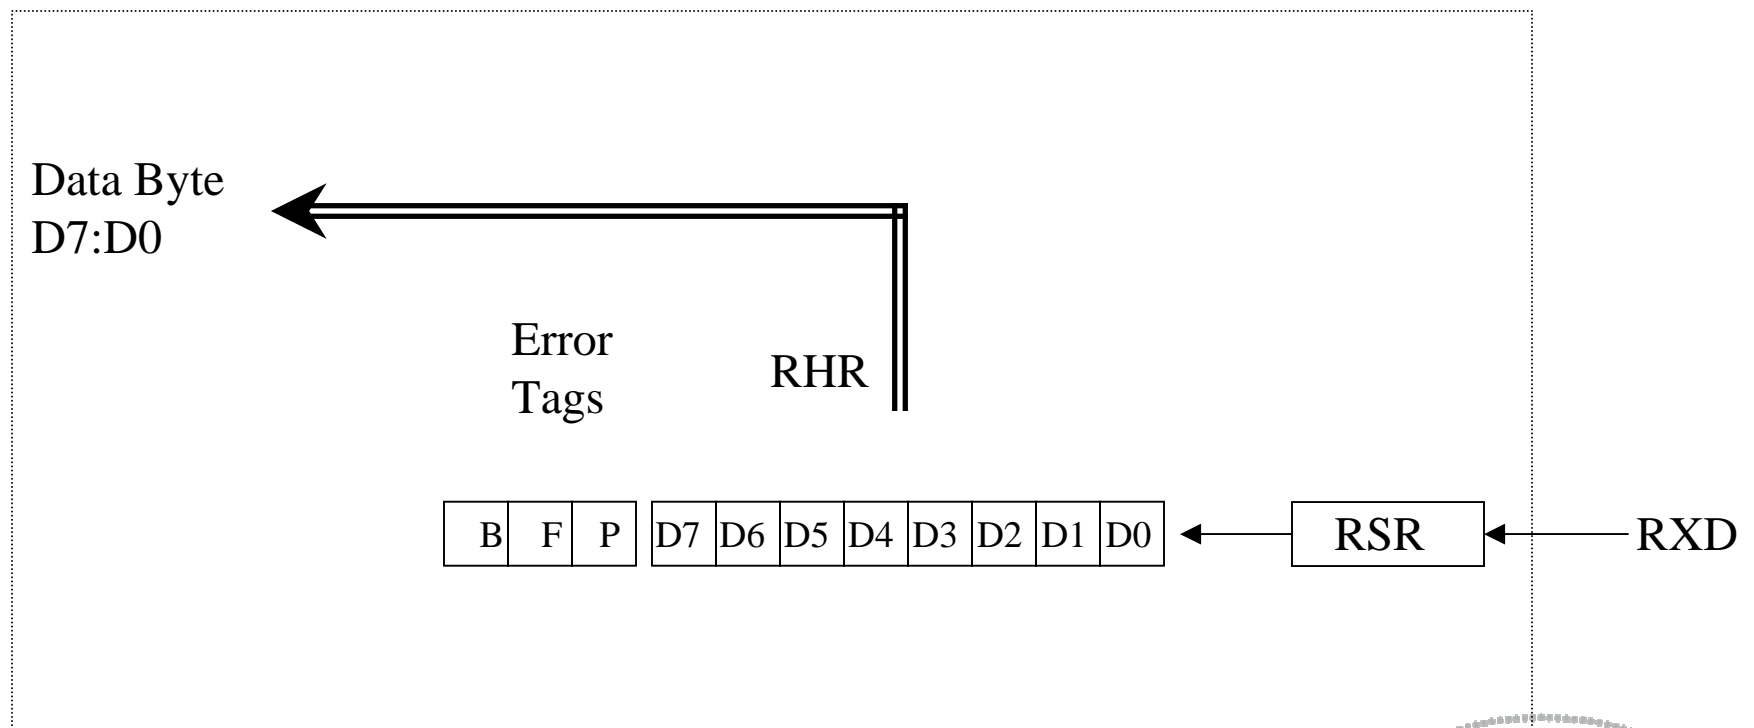 Data Byte
D7:D0
Error
Tags
RHR
B F P D7 D6 D5 D4 D3 D2 D1 D0
RSR
RXD